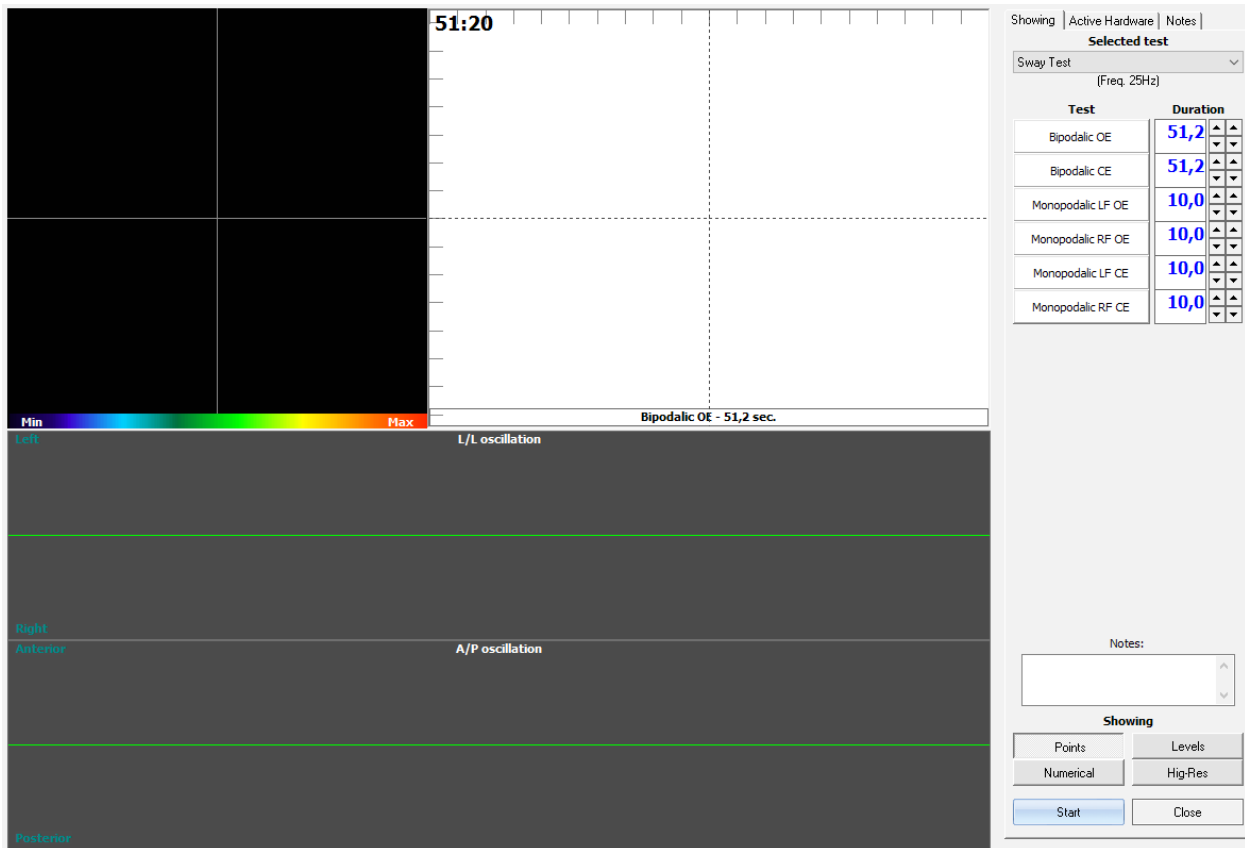 51:20
Min
Max
Bipodalic OE - 51,2 sec.
Left
L/L oscillation
Right
Anterior
A/P oscillation
Posterior
Showing
Active Hardware
Notes
Selected test
Sway Test
(Freq. 25Hz)
Test
Duration
Bipodalic OE
51,2
Bipodalic CE
51,2
Monopodalic LF OE
10,0
Monopodalic RF OE
10,0
Monopodalic LF CE
10,0
Monopodalic RF CE
10,0
Notes:
Showing
Points
Levels
Numerical
Hig-Res
Start
Close